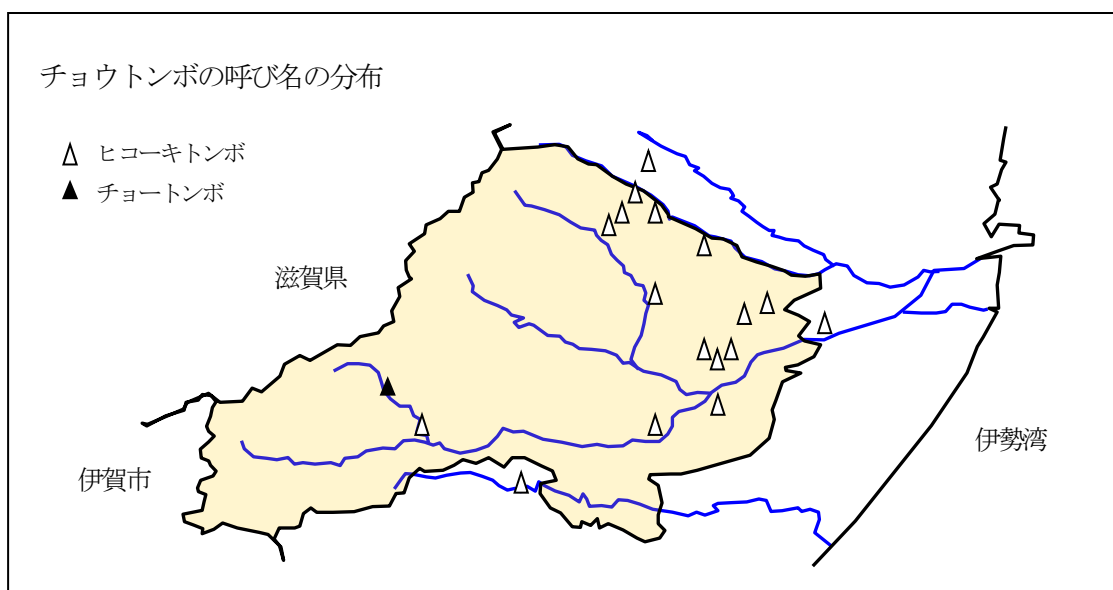 チョウトンボの呼び名の分布
ヒコーキトンボ
チョートンボ
滋賀県
伊賀市
伊勢湾